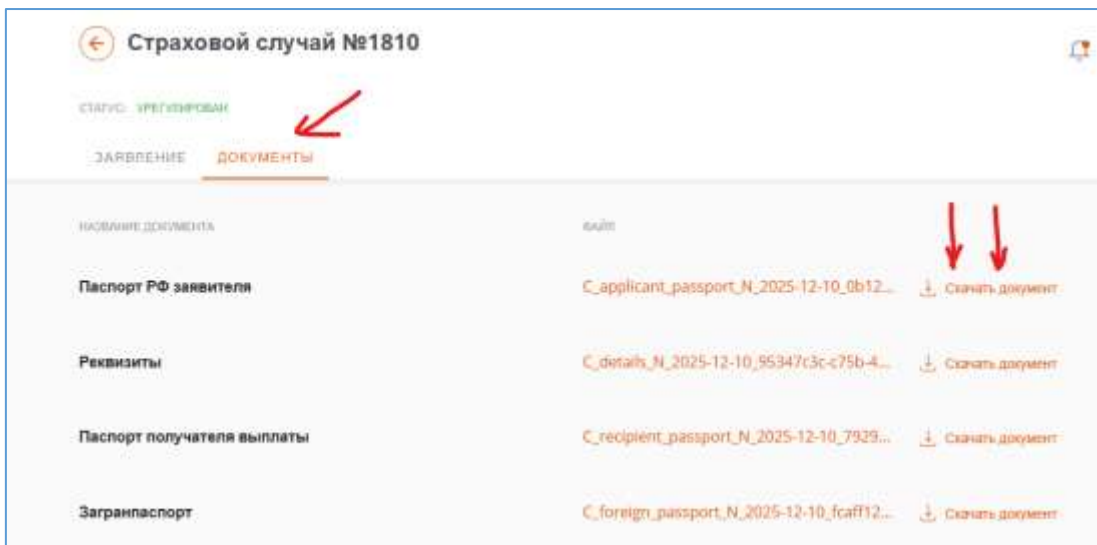 Страховой случай №1810
СТАТУС: УРЕГУЛИРОВАН
ЗАЯВЛЕНИЕ ДОКУМЕНТЫ
НАЗВАНИЕ ДОКУМЕНТА ФАЙЛ
Паспорт РФ заявителя C_applicant_passport_N_2025-12-10_0b12... Скачать документ
Реквизиты C_details_N_2025-12-10_95347c3c-c75b-4... Скачать документ
Паспорт получателя выплаты C_recipient_passport_N_2025-12-10_7929... Скачать документ
Загранпаспорт C_foreign_passport_N_2025-12-10_fcaff12... Скачать документ